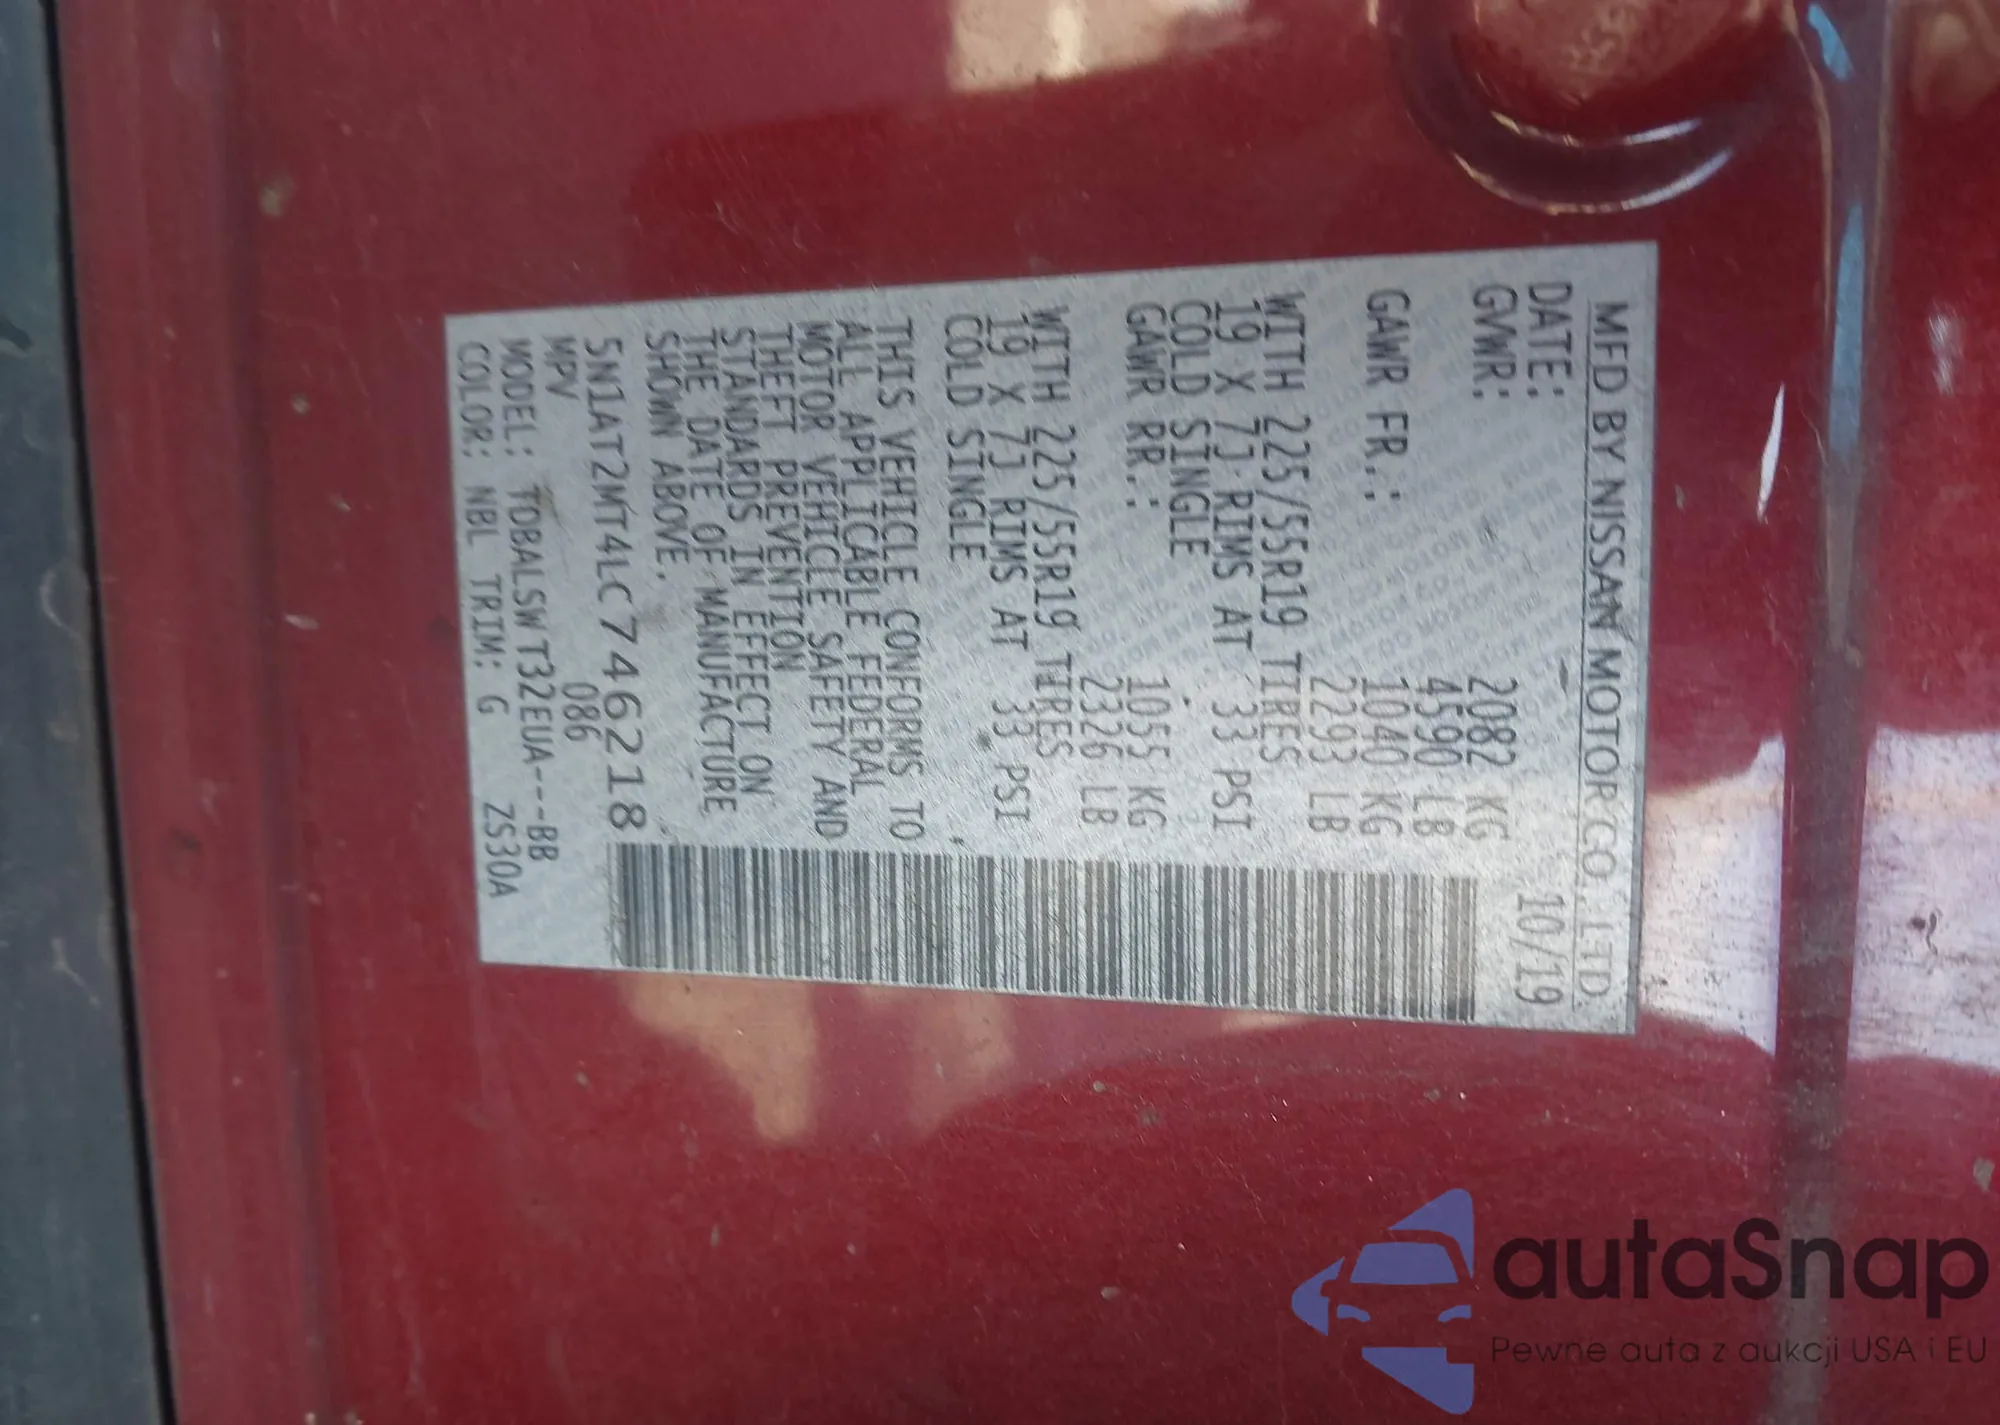 MFD BY NISSAN MOTOR CO., LTD.
DATE: 10/19
GVWR: 2082 KG
4590 LB
GAWR FR.: 1040 KG
2293 LB
WITH 225/55R19 TIRES
19 X 7J RIMS AT 33 PSI
COLD SINGLE
GAWR RR.: 1055 KG
2326 LB
WITH 225/55R19 TIRES
19 X 7J RIMS AT 33 PSI
COLD SINGLE
THIS VEHICLE CONFORMS TO
ALL APPLICABLE FEDERAL
MOTOR VEHICLE SAFETY AND
THEFT PREVENTION
STANDARDS IN EFFECT ON
THE DATE OF MANUFACTURE
SHOWN ABOVE.
5N1AT2MT4LC746218
MPV 086
MODEL: TDBALSWT32EUA---BB
COLOR: NBL TRIM: G ZS30A
autaSnap
Pewne auta z aukcji USA i EU